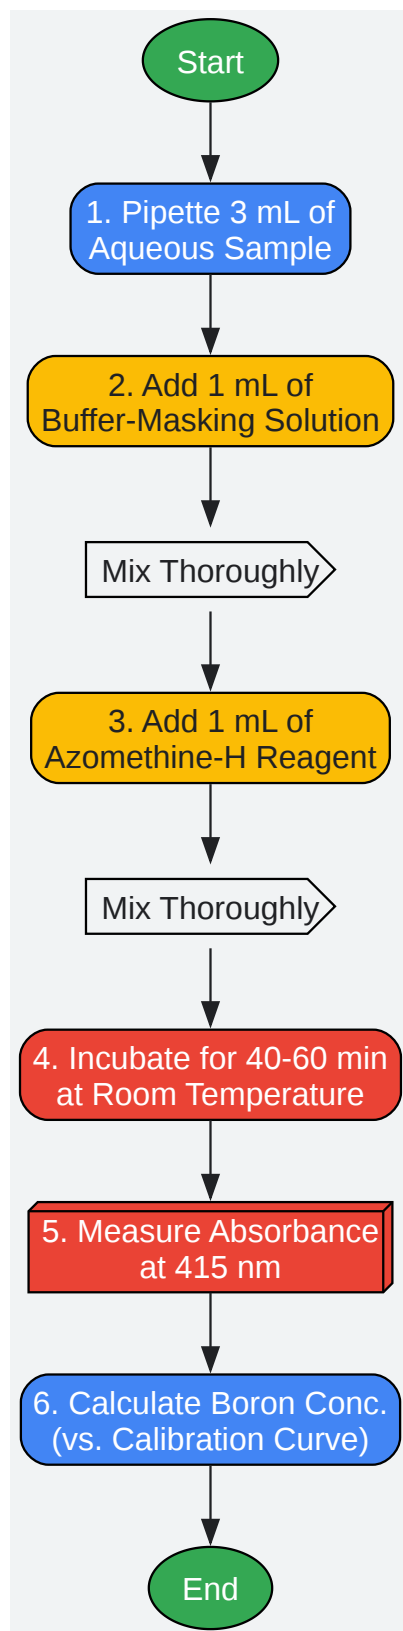 Start
1. Pipette 3 mL of
Aqueous Sample
2. Add 1 mL of
Buffer-Masking Solution
Mix Thoroughly
3. Add 1 mL of
Azomethine-H Reagent
Mix Thoroughly
4. Incubate for 40-60 min
at Room Temperature
5. Measure Absorbance
at 415 nm
6. Calculate Boron Conc.
(vs. Calibration Curve)
End